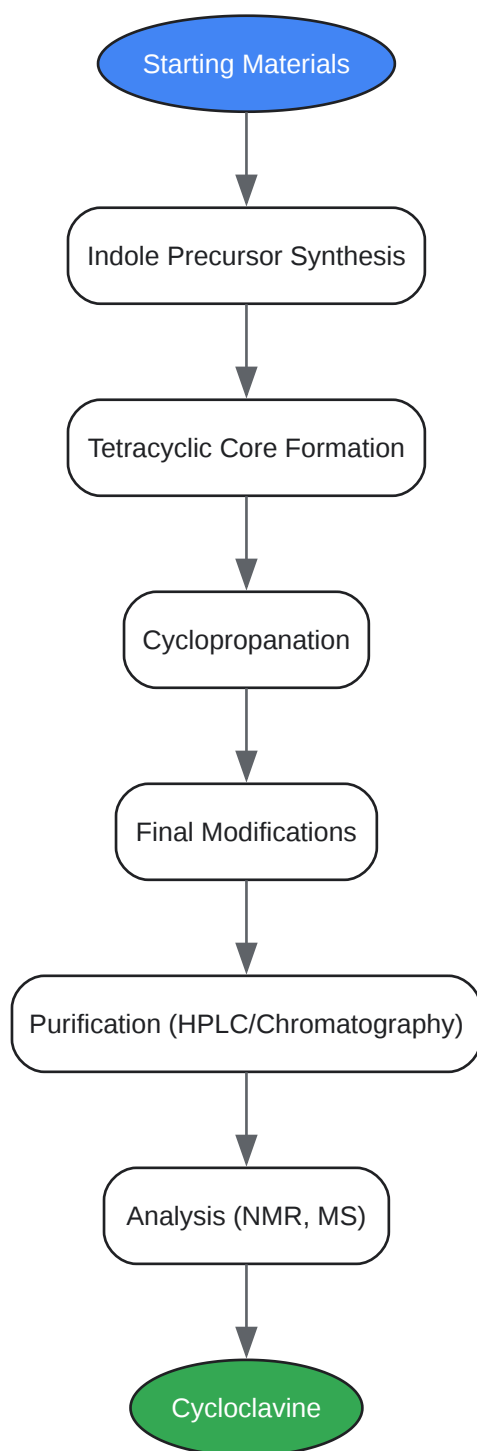 Starting Materials
Indole Precursor Synthesis
Tetracyclic Core Formation
Cyclopropanation
Final Modifications
Purification (HPLC/Chromatography)
Analysis (NMR, MS)
Cycloclavine